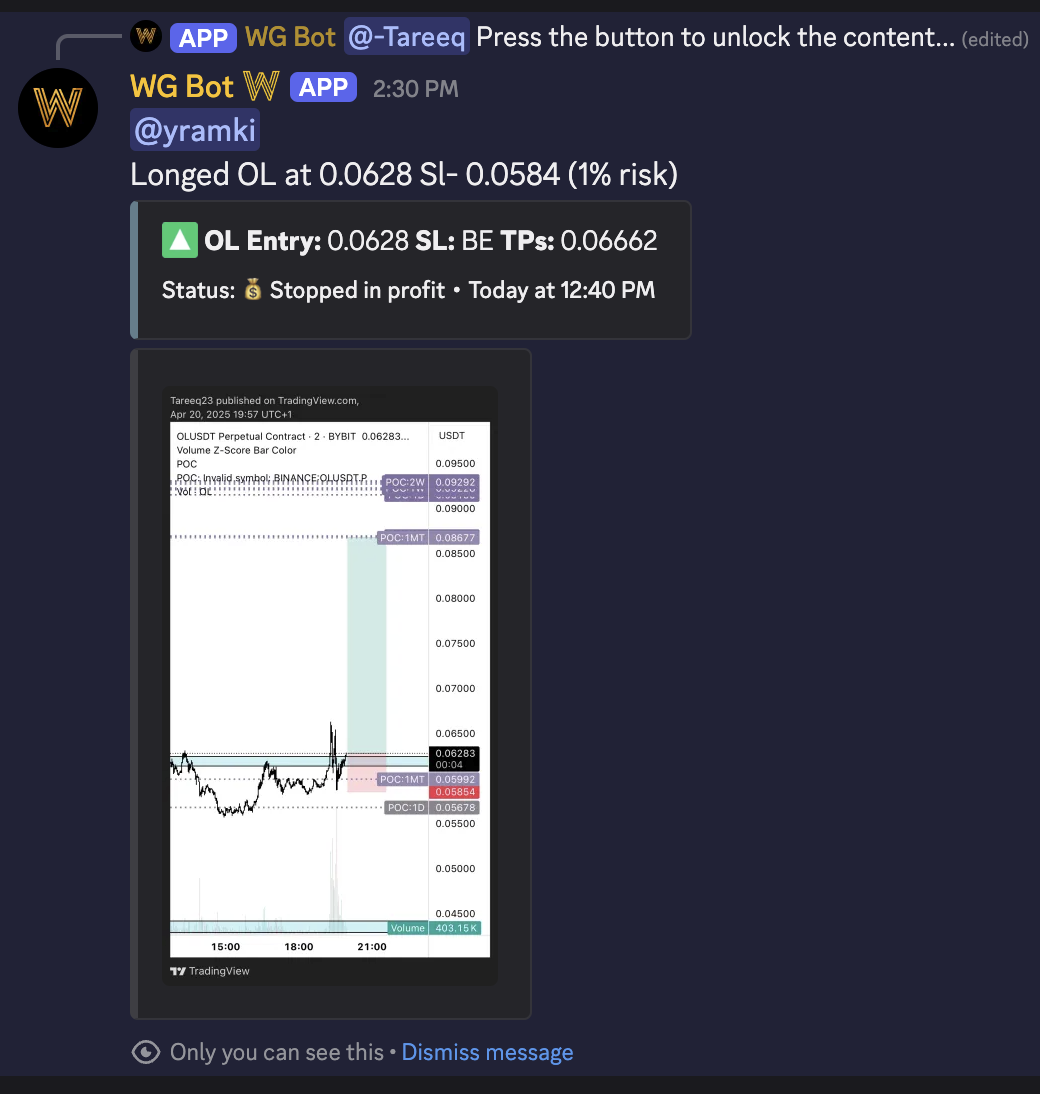 APP WG Bot @-Tareeq Press the button to unlock the content... (edited)
WG Bot W APP 2:30 PM
@yramki
Longed OL at 0.0628 Sl- 0.0584 (1% risk)
OL Entry: 0.0628 SL: BE TPs: 0.06662
Status: 💰 Stopped in profit • Today at 12:40 PM
Tareeq23 published on TradingView.com,
Apr 20, 2025 19:57 UTC+1
OLUSDT Perpetual Contract · 2 · BYBIT 0.06283... USDT
Volume Z-Score Bar Color
POC 0.09500
POC: Invalid symbol: BINANCE:OLUSDT.P
POC:2W 0.09292
Vol : OL
0.09000
POC:1MT 0.08677
0.08500
0.08000
0.07500
0.07000
0.06500
0.06283
00:04
POC:1MT 0.05992
0.05854
POC:1D 0.05678
0.05500
0.05000
0.04500
Volume 403.15K
15:00 18:00 21:00
TradingView
Only you can see this • Dismiss message